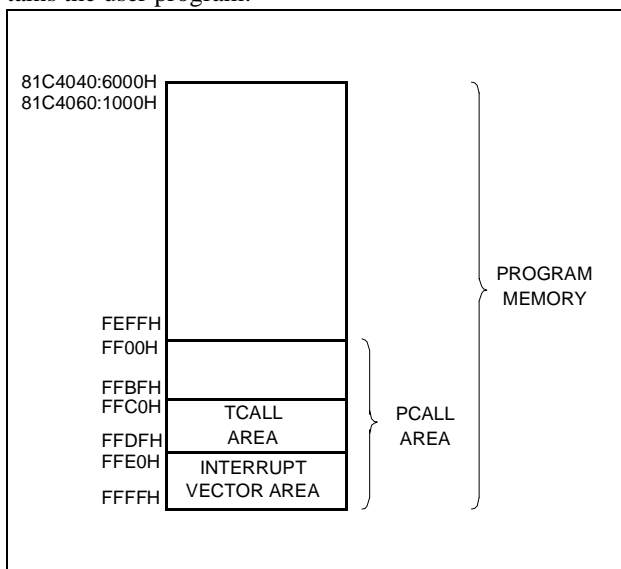 tains the user program.
81C4040:6000H
81C4060:1000H
PROGRAM
MEMORY
FEFFH
FF00H
FFBFH
FFC0H
TCALL
AREA
PCALL
AREA
FFDFH
FFE0H
INTERRUPT
VECTOR AREA
FFFFH